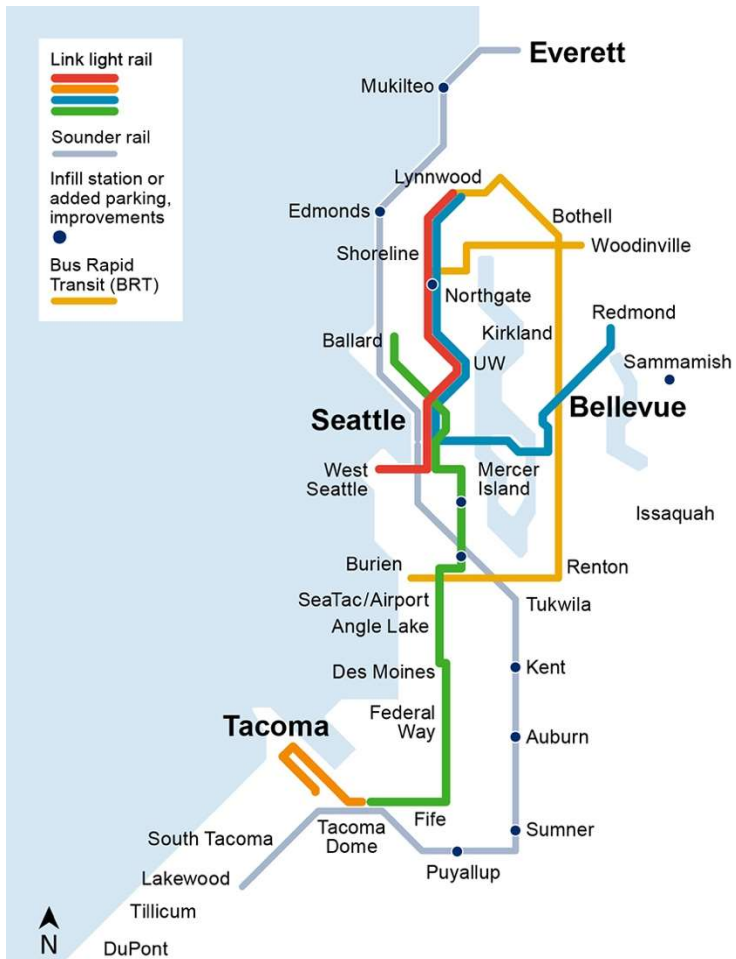 Link light rail
Sounder rail
Infill station or
added parking,
improvements
Bus Rapid
Transit (BRT)
Everett
Mukilteo
Lynnwood
Edmonds
Bothell
Shoreline
Woodinville
Northgate
Redmond
Ballard
Kirkland
UW
Sammamish
Seattle
Bellevue
West
Seattle
Mercer
Island
Issaquah
Burien
Renton
SeaTac/Airport
Tukwila
Angle Lake
Des Moines
Kent
Federal
Way
Tacoma
Auburn
Fife
Sumner
Tacoma
Dome
South Tacoma
Puyallup
Lakewood
Tillicum
N
DuPont